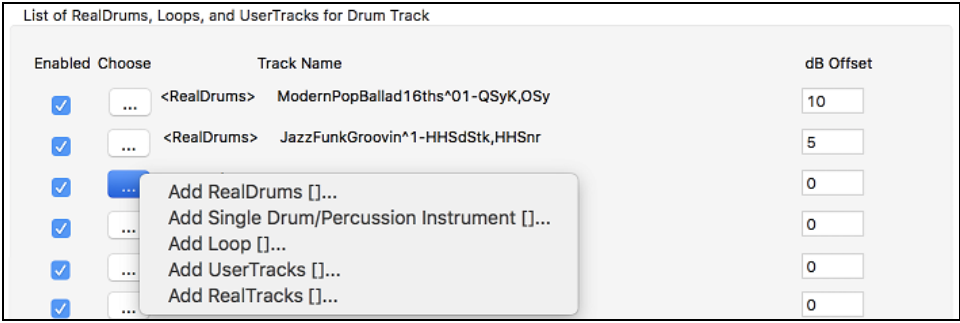 List of RealDrums, Loops, and UserTracks for Drum Track
Enabled Choose Track Name dB Offset
... <RealDrums> ModernPopBallad16ths^01-QSyK,OSy 10
... <RealDrums> JazzFunkGroovin^1-HHSdStk,HHSnr 5
... 0
Add RealDrums []...
Add Single Drum/Percussion Instrument []...
... 0
Add Loop []...
Add UserTracks []...
... 0
Add RealTracks []...
... 0